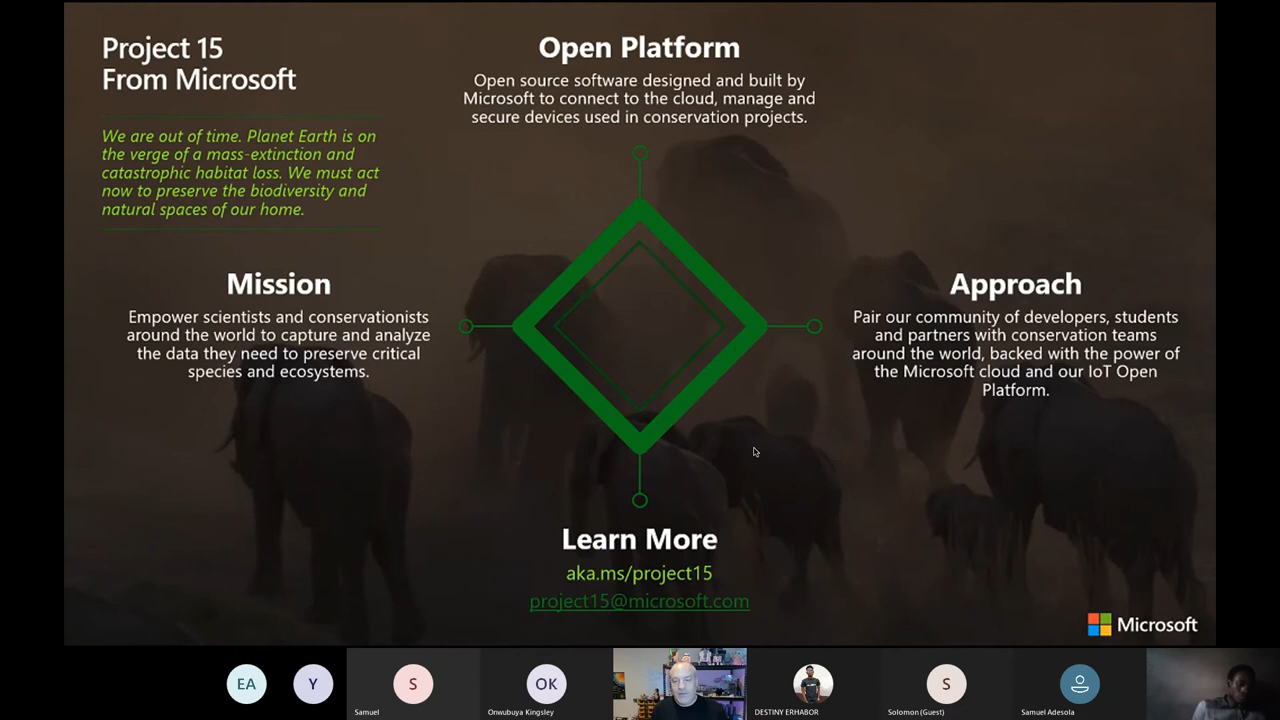 Project 15
From Microsoft
We are out of time. Planet Earth is on
the verge of a mass-extinction and
catastrophic habitat loss. We must act
now to preserve the biodiversity and
natural spaces of our home.
Open Platform
Open source software designed and built by
Microsoft to connect to the cloud, manage and
secure devices used in conservation projects.
Mission
Empower scientists and conservationists
around the world to capture and analyze
the data they need to preserve critical
species and ecosystems.
Approach
Pair our community of developers, students
and partners with conservation teams
around the world, backed with the power of
the Microsoft cloud and our IoT Open
Platform.
Learn More
aka.ms/project15
project15@microsoft.com
Microsoft
EA
Y
S
Samuel
OK
Onwubuya Kingsley
DESTINY ERHABOR
S
Solomon (Guest)
Samuel Adesola